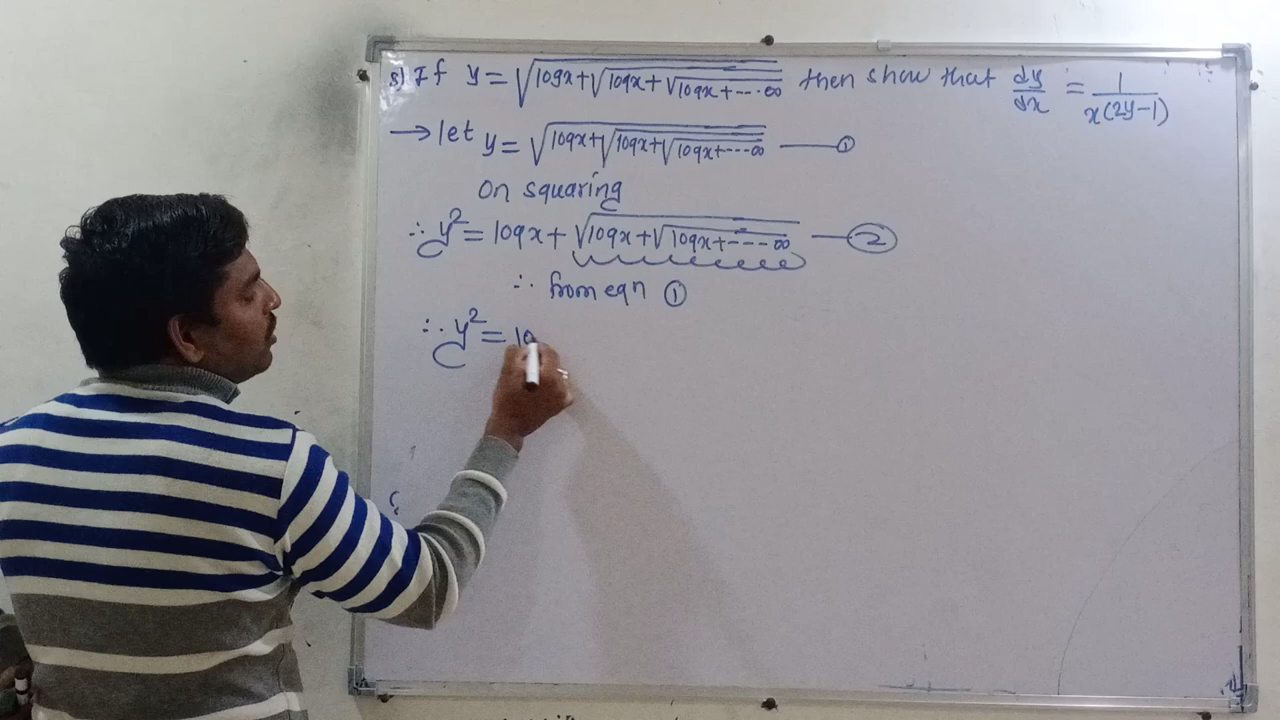 8) If y = √logx+√logx+√logx+----∞ then show that dy/dx = 1/x(2y-1)
→ let y = √logx+√logx+√logx+----∞ —①
On squaring
∴ y² = logx + √logx+√logx+----∞ —②
∴ from eqn ①
∴ y² = lo